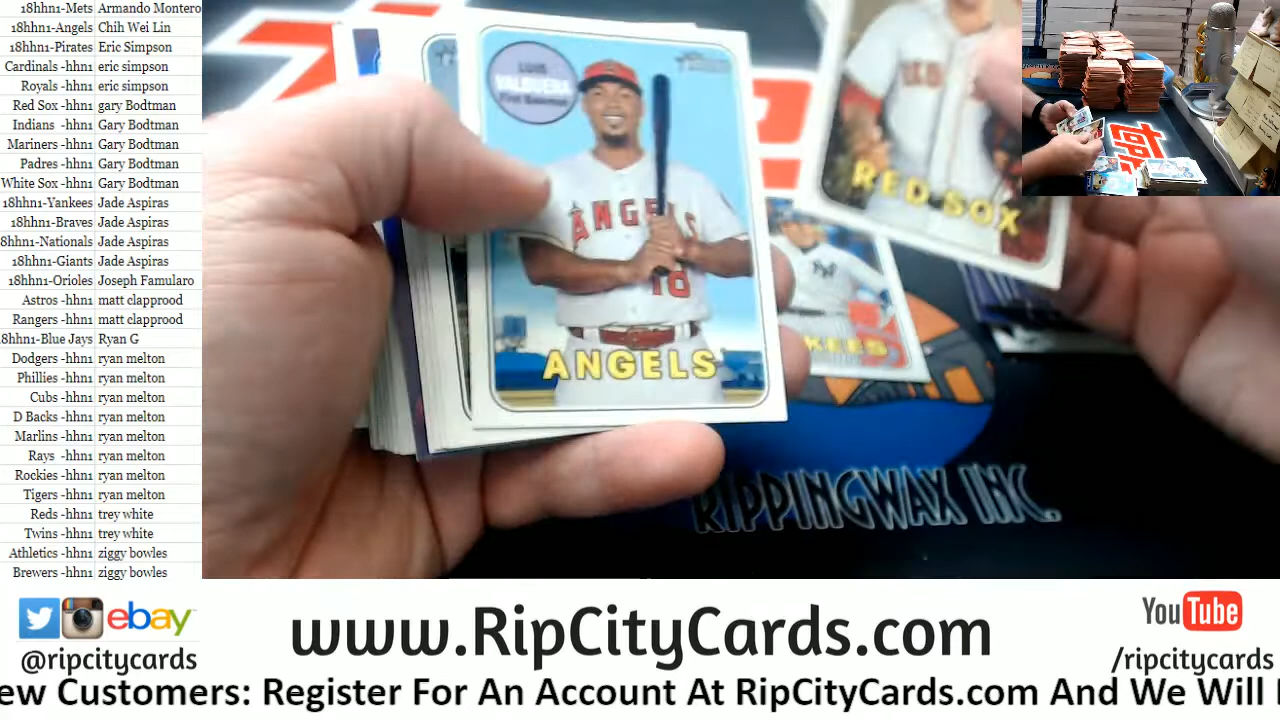 18hhn1-Mets Armando Montero
18hhn1-Angels Chih Wei Lin
18hhn1-Pirates Eric Simpson
Cardinals -hhn1 eric simpson
Royals -hhn1 eric simpson
Red Sox -hhn1 gary Bodtman
Indians -hhn1 Gary Bodtman
Mariners -hhn1 Gary Bodtman
Padres -hhn1 Gary Bodtman
White Sox -hhn1 Gary Bodtman
18hhn1-Yankees Jade Aspiras
18hhn1-Braves Jade Aspiras
8hhn1-Nationals Jade Aspiras
18hhn1-Giants Jade Aspiras
18hhn1-Orioles Joseph Famularo
Astros -hhn1 matt clapprood
Rangers -hhn1 matt clapprood
8hhn1-Blue Jays Ryan G
Dodgers -hhn1 ryan melton
Phillies -hhn1 ryan melton
Cubs -hhn1 ryan melton
D Backs -hhn1 ryan melton
Marlins -hhn1 ryan melton
Rays -hhn1 ryan melton
Rockies -hhn1 ryan melton
Tigers -hhn1 ryan melton
Reds -hhn1 trey white
Twins -hhn1 trey white
Athletics -hhn1 ziggy bowles
Brewers -hhn1 ziggy bowles
LUIS
VALBUENA
First Baseman
ANGELS
18
ANGELS
RED SOX
KEES
RIPPINGWAX INC.
topps
ebay
@ripcitycards
www.RipCityCards.com
YouTube
/ripcitycards
ew Customers: Register For An Account At RipCityCards.com And We Will